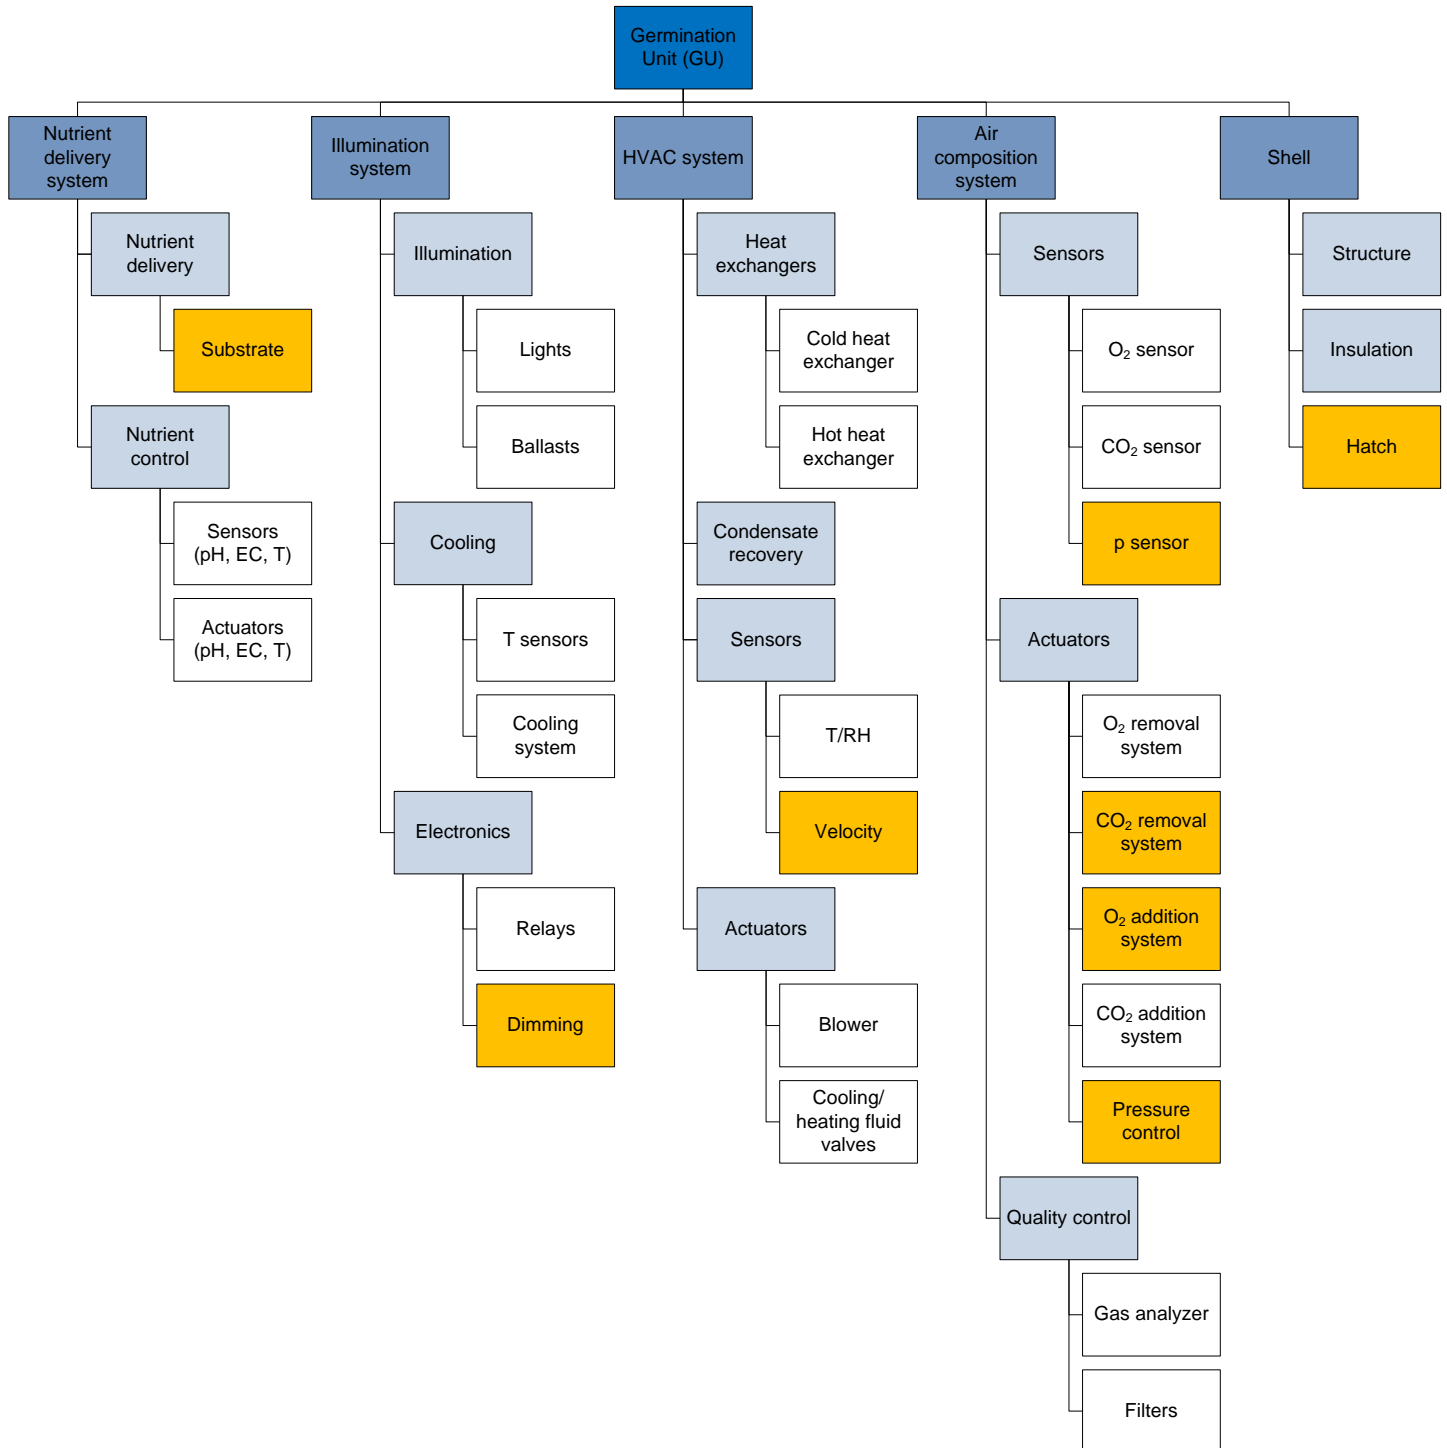 Germination
Unit (GU)
Nutrient
delivery
system
Nutrient
delivery
Substrate
Nutrient
control
Sensors
(pH, EC, T)
Actuators
(pH, EC, T)
Illumination
system
Illumination
Lights
Ballasts
Cooling
T sensors
Cooling
system
Electronics
Relays
Dimming
HVAC system
Heat
exchangers
Cold heat
exchanger
Hot heat
exchanger
Condensate
recovery
Sensors
T/RH
Velocity
Actuators
Blower
Cooling/
heating fluid
valves
Air
composition
system
Sensors
O₂ sensor
CO₂ sensor
p sensor
Actuators
O₂ removal
system
CO₂ removal
system
O₂ addition
system
CO₂ addition
system
Pressure
control
Quality control
Gas analyzer
Filters
Shell
Structure
Insulation
Hatch